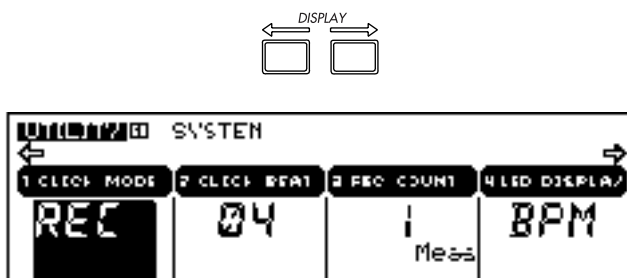 DISPLAY
UTILITY SYSTEM
1 CLICK MODE 2 CLICK BEAT 3 REC COUNT 4 LED DISPLAY
REC 04 1 BPM
Meas